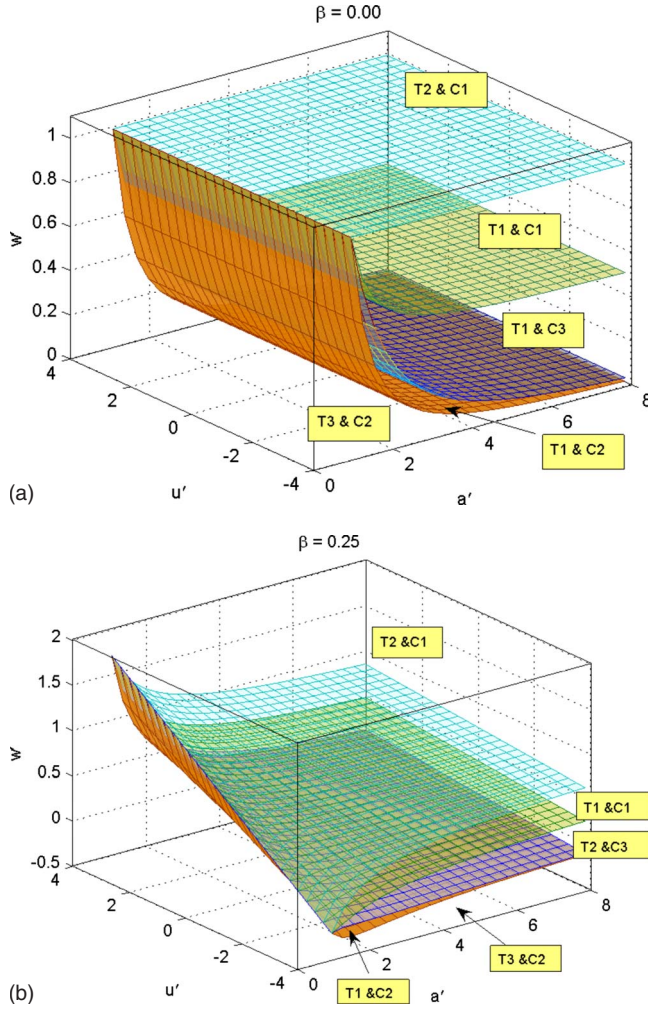 β = 0.00
T2 & C1
T1 & C1
T1 & C3
T3 & C2
T1 & C2
1
0.8
0.6
0.4
0.2
0
w'
4
2
0
-2
-4
u'
0
2
4
6
8
a'
(a)
β = 0.25
T2 &C1
T1 &C1
T2 &C3
T3 &C2
T1 &C2
2
1.5
1
0.5
0
-0.5
w'
4
2
0
-2
-4
u'
0
2
4
6
8
a'
(b)